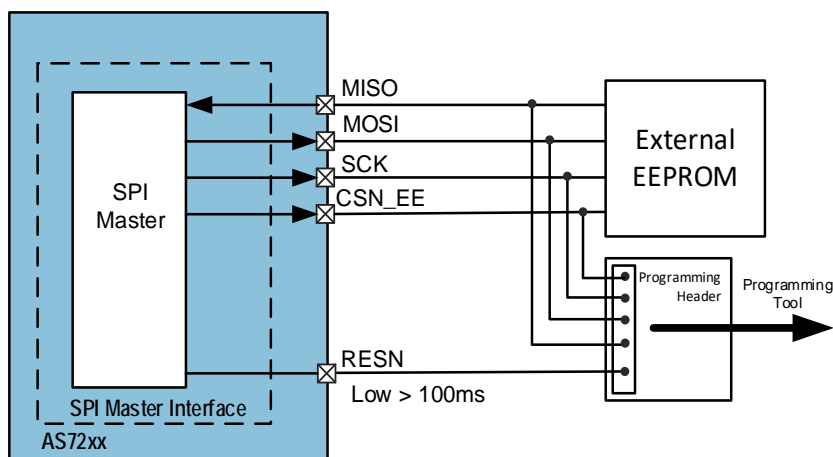 MISO
MOSI
SCK
CSN_EE
SPI
Master
External
EEPROM
Programming
Header
Programming
Tool
RESN
Low > 100ms
SPI Master Interface
AS72xx